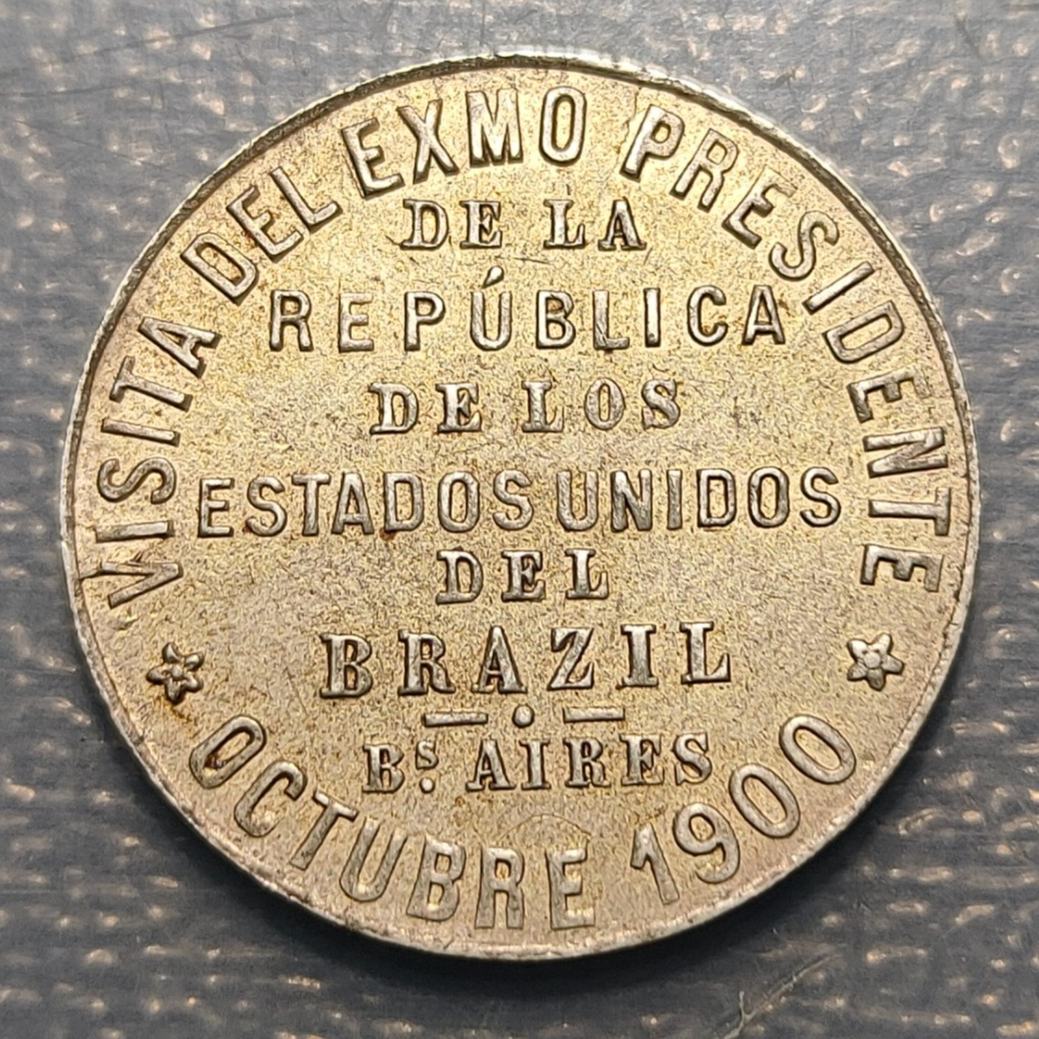 VISITA DEL EXMO PRESIDENTE
DE LA
REPÚBLICA
DE LOS
ESTADOS UNIDOS
DEL
BRAZIL
Bs. AIRES
OCTUBRE 1900